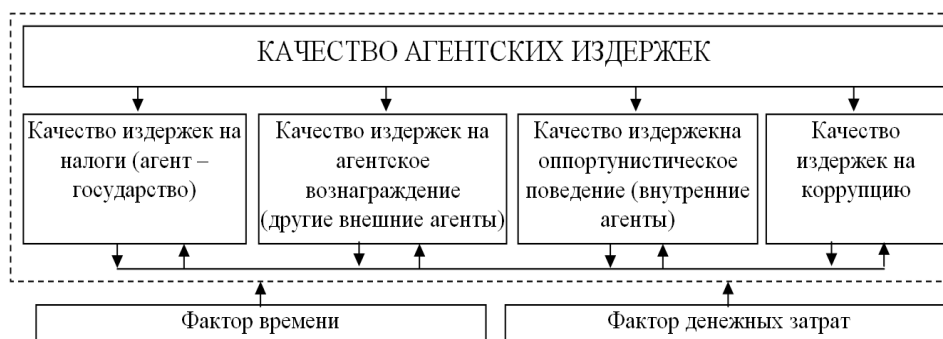 КАЧЕСТВО АГЕНТСКИХ ИЗДЕРЖЕК
Качество издержек на
налоги (агент –
государство)
Качество издержек на
агентское
вознаграждение
(другие внешние агенты)
Качество издержекна
оппортунистическое
поведение (внутренние
агенты)
Качество
издержек на
коррупцию
Фактор времени
Фактор денежных затрат